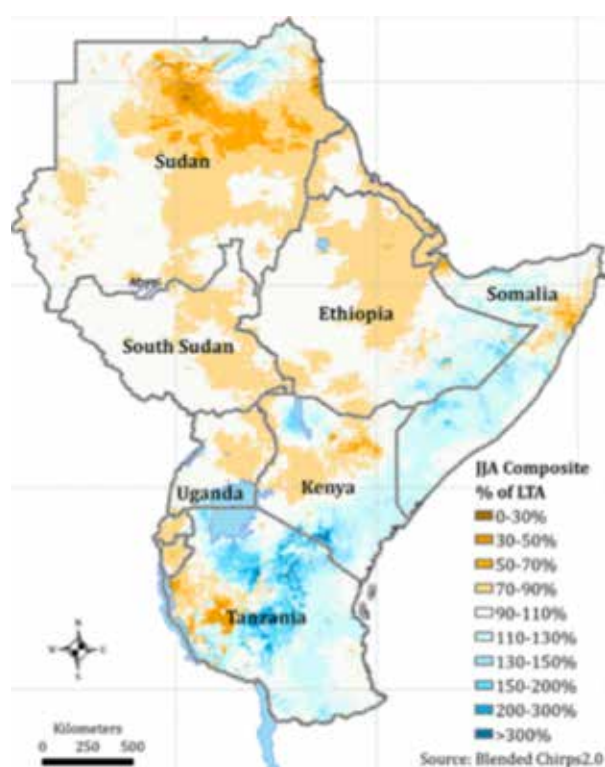 Sudan
Abyei
South Sudan
Ethiopia
Somalia
Uganda
Kenya
Tanzania
JJA Composite
% of LTA
0-30%
30-50%
50-70%
70-90%
90-110%
110-130%
130-150%
150-200%
200-300%
>300%
N
W E
S
Kilometers
0 250 500
Source: Blended Chirps2.0